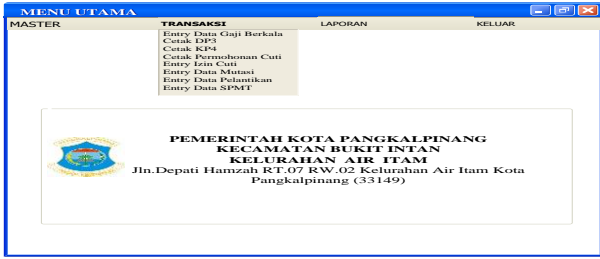 MENU UTAMA
MASTER TRANSAKSI LAPORAN KELUAR
Entry Data Gaji Berkala
Cetak DP3
Cetak KP4
Cetak Permohonan Cuti
Entry Izin Cuti
Entry Data Mutasi
Entry Data Pelantikan
Entry Data SPMT
PEMERINTAH KOTA PANGKALPINANG
KECAMATAN BUKIT INTAN
KELURAHAN AIR ITAM
Jln.Depati Hamzah RT.07 RW.02 Kelurahan Air Itam Kota
Pangkalpinang (33149)